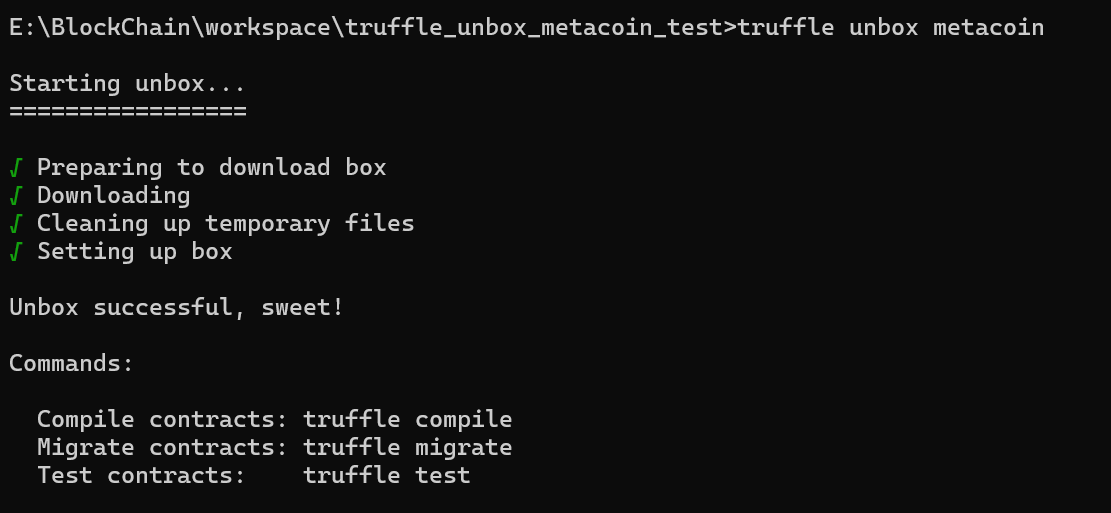 E:\BlockChain\workspace\truffle_unbox_metacoin_test>truffle unbox metacoin
Starting unbox...
=================
√ Preparing to download box
√ Downloading
√ Cleaning up temporary files
√ Setting up box
Unbox successful, sweet!
Commands:
Compile contracts: truffle compile
Migrate contracts: truffle migrate
Test contracts: truffle test